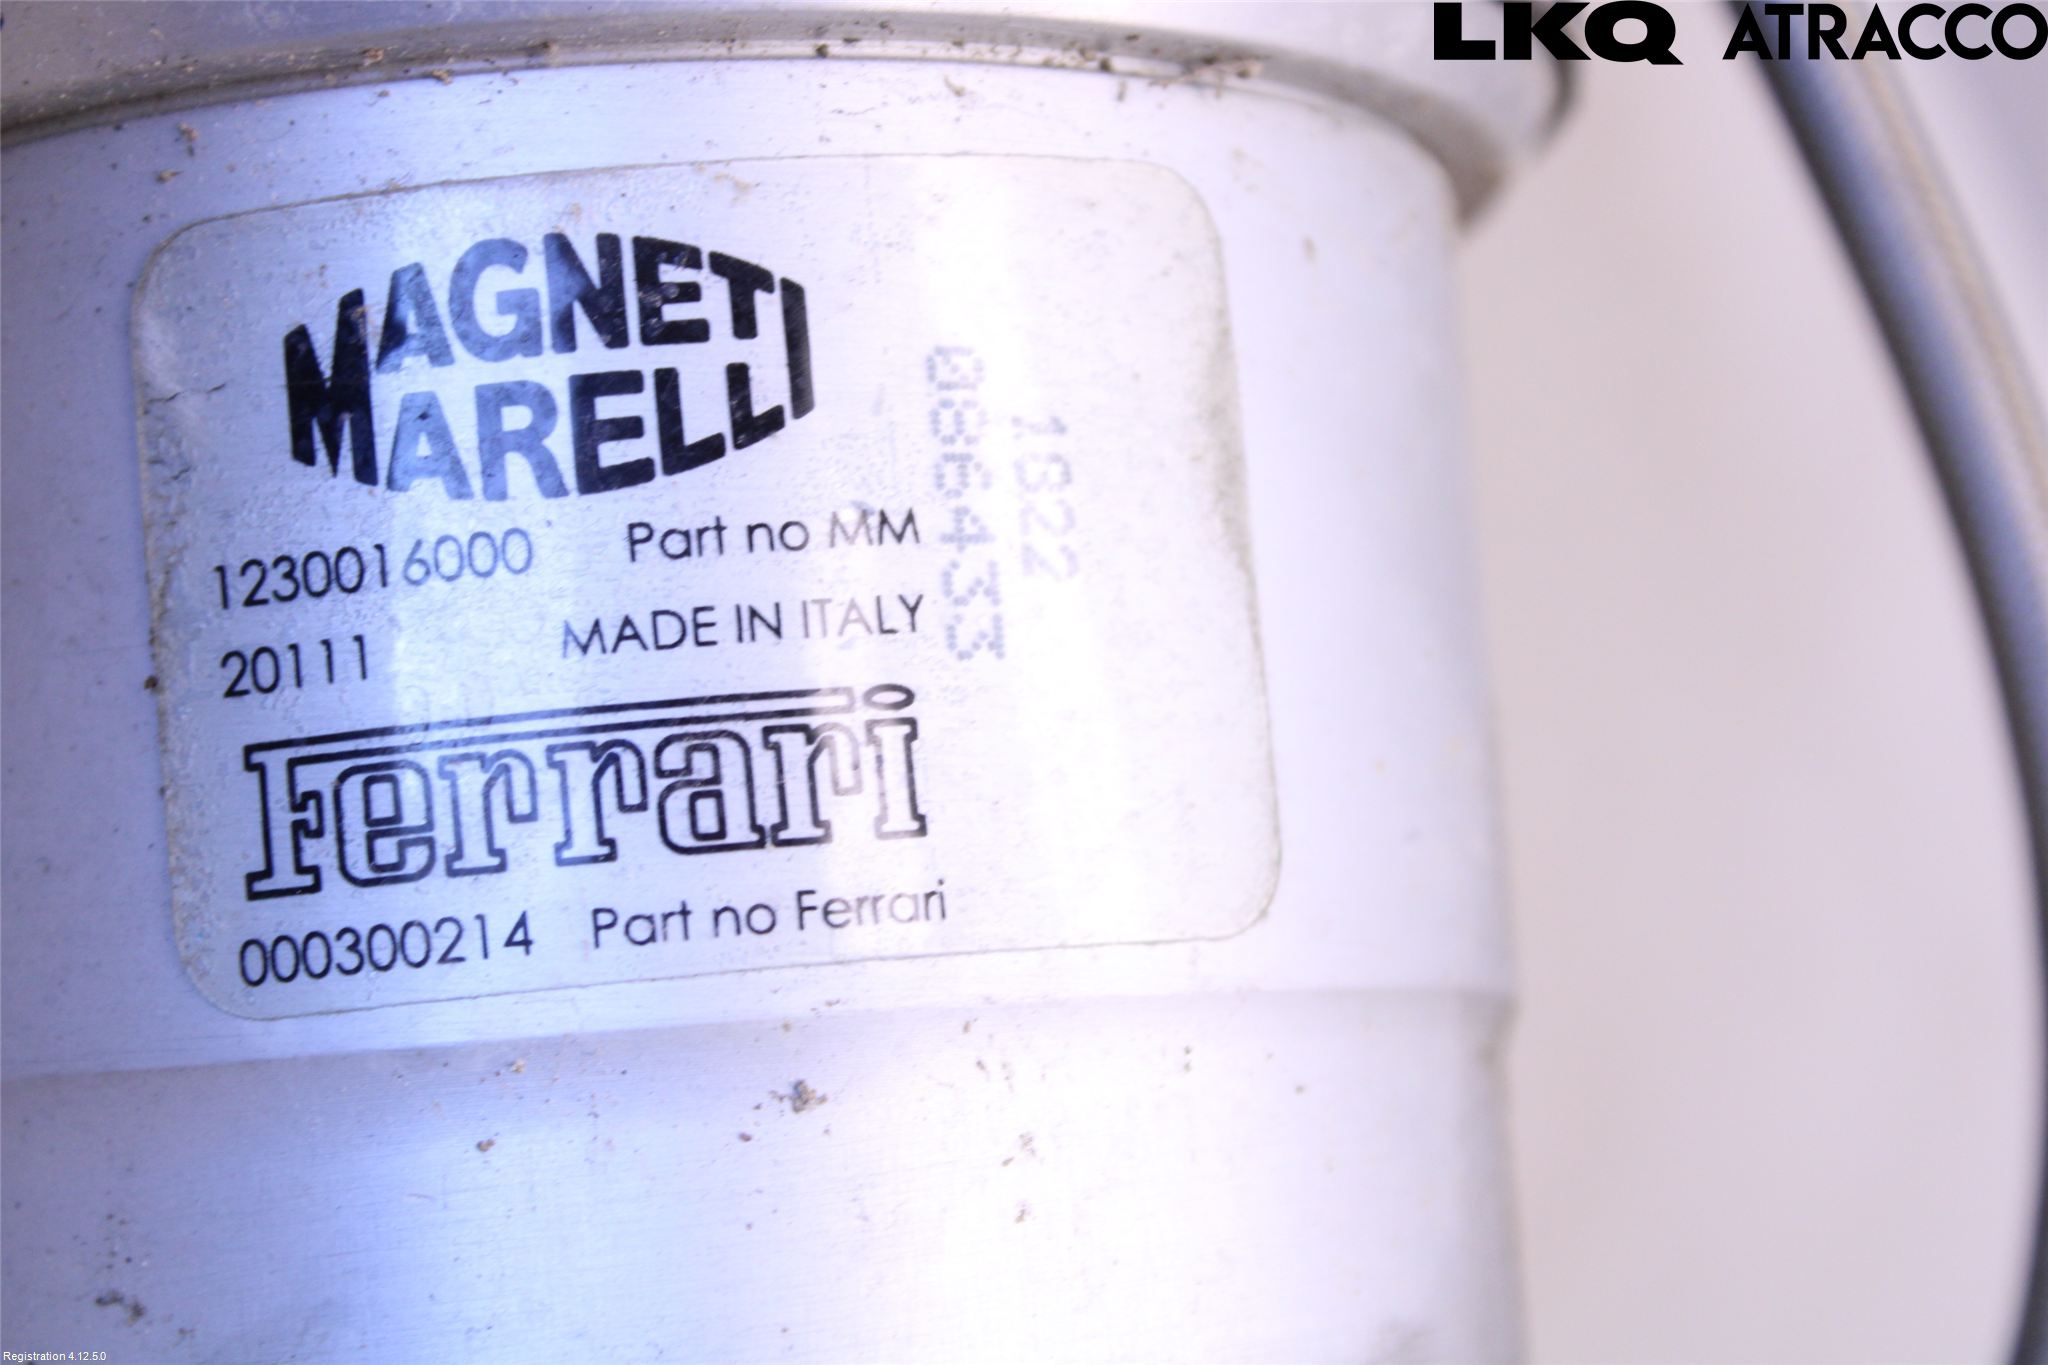 LKQ ATRACCO
MAGNETI
MARELLI
1230016000 Part no MM
20111 MADE IN ITALY
Ferrari
000300214 Part no Ferrari
1822
Registration 4.12.5.0